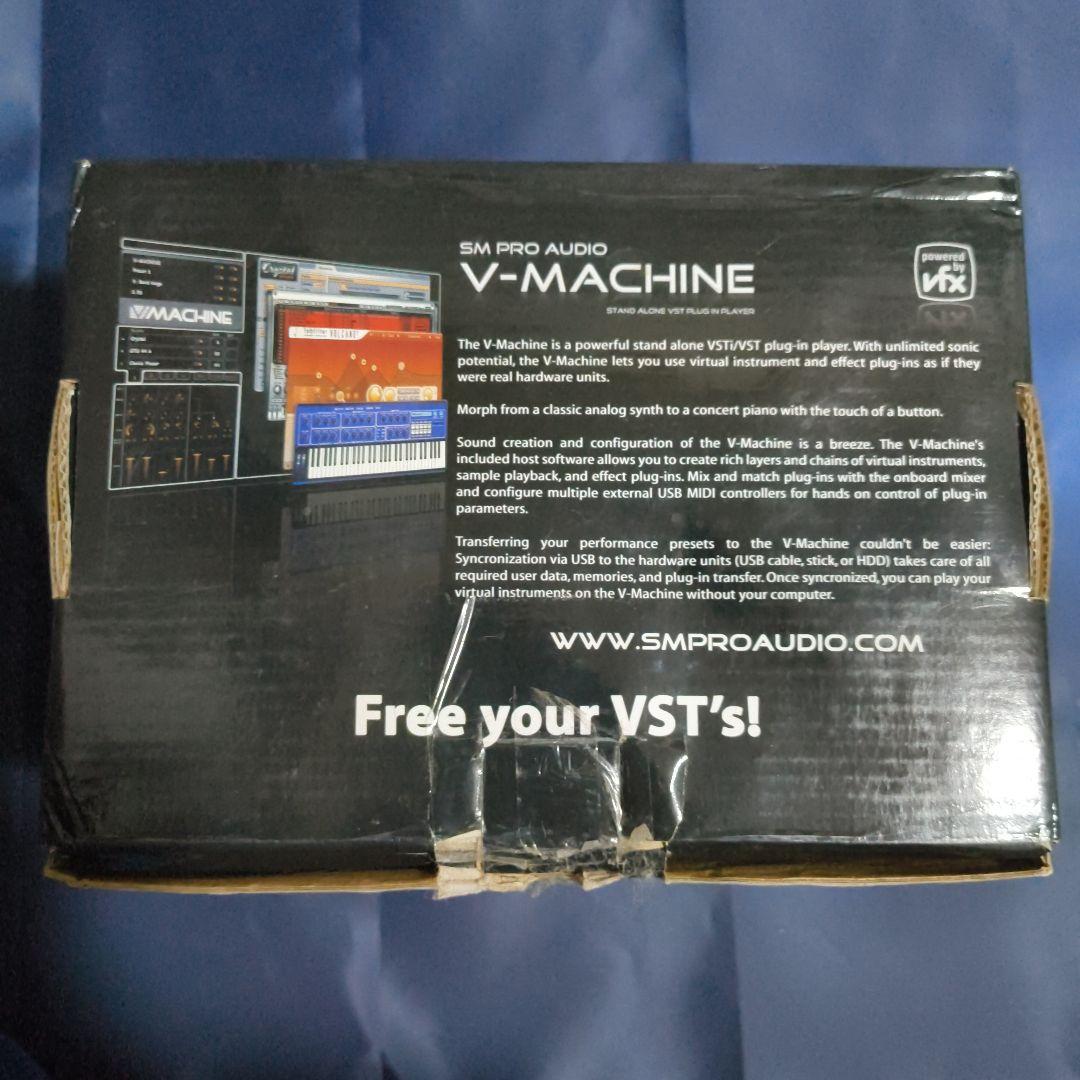 SM PRO AUDIO
V-MACHINE
STAND ALONE VST PLUG IN PLAYER
powered
by
vfx
V-MACHINE
VMACHINE
Crystal
fabfilter VOLCANO
The V-Machine is a powerful stand alone VSTi/VST plug-in player. With unlimited sonic
potential, the V-Machine lets you use virtual instrument and effect plug-ins as if they
were real hardware units.
Morph from a classic analog synth to a concert piano with the touch of a button.
Sound creation and configuration of the V-Machine is a breeze. The V-Machine's
included host software allows you to create rich layers and chains of virtual instruments,
sample playback, and effect plug-ins. Mix and match plug-ins with the onboard mixer
and configure multiple external USB MIDI controllers for hands on control of plug-in
parameters.
Transferring your performance presets to the V-Machine couldn't be easier:
Syncronization via USB to the hardware units (USB cable, stick, or HDD) takes care of all
required user data, memories, and plug-in transfer. Once syncronized, you can play your
virtual instruments on the V-Machine without your computer.
WWW.SMPROAUDIO.COM
Free your VST's!